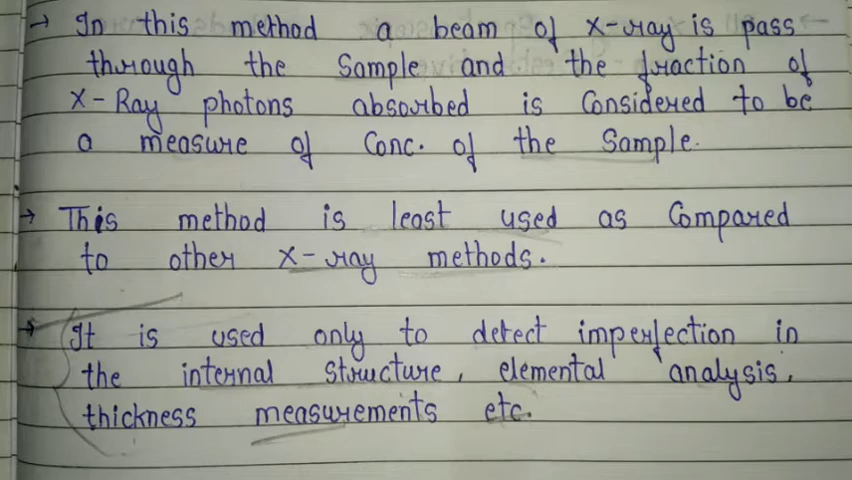 → In this method a beam of X-ray is pass
through the Sample and the fraction of
X-Ray photons absorbed is Considered to be
a measure of Conc. of the Sample.
→ This method is least used as Compared
to other X-ray methods.
→ It is used only to detect imperfection in
the internal structure, elemental analysis,
thickness measurements etc.